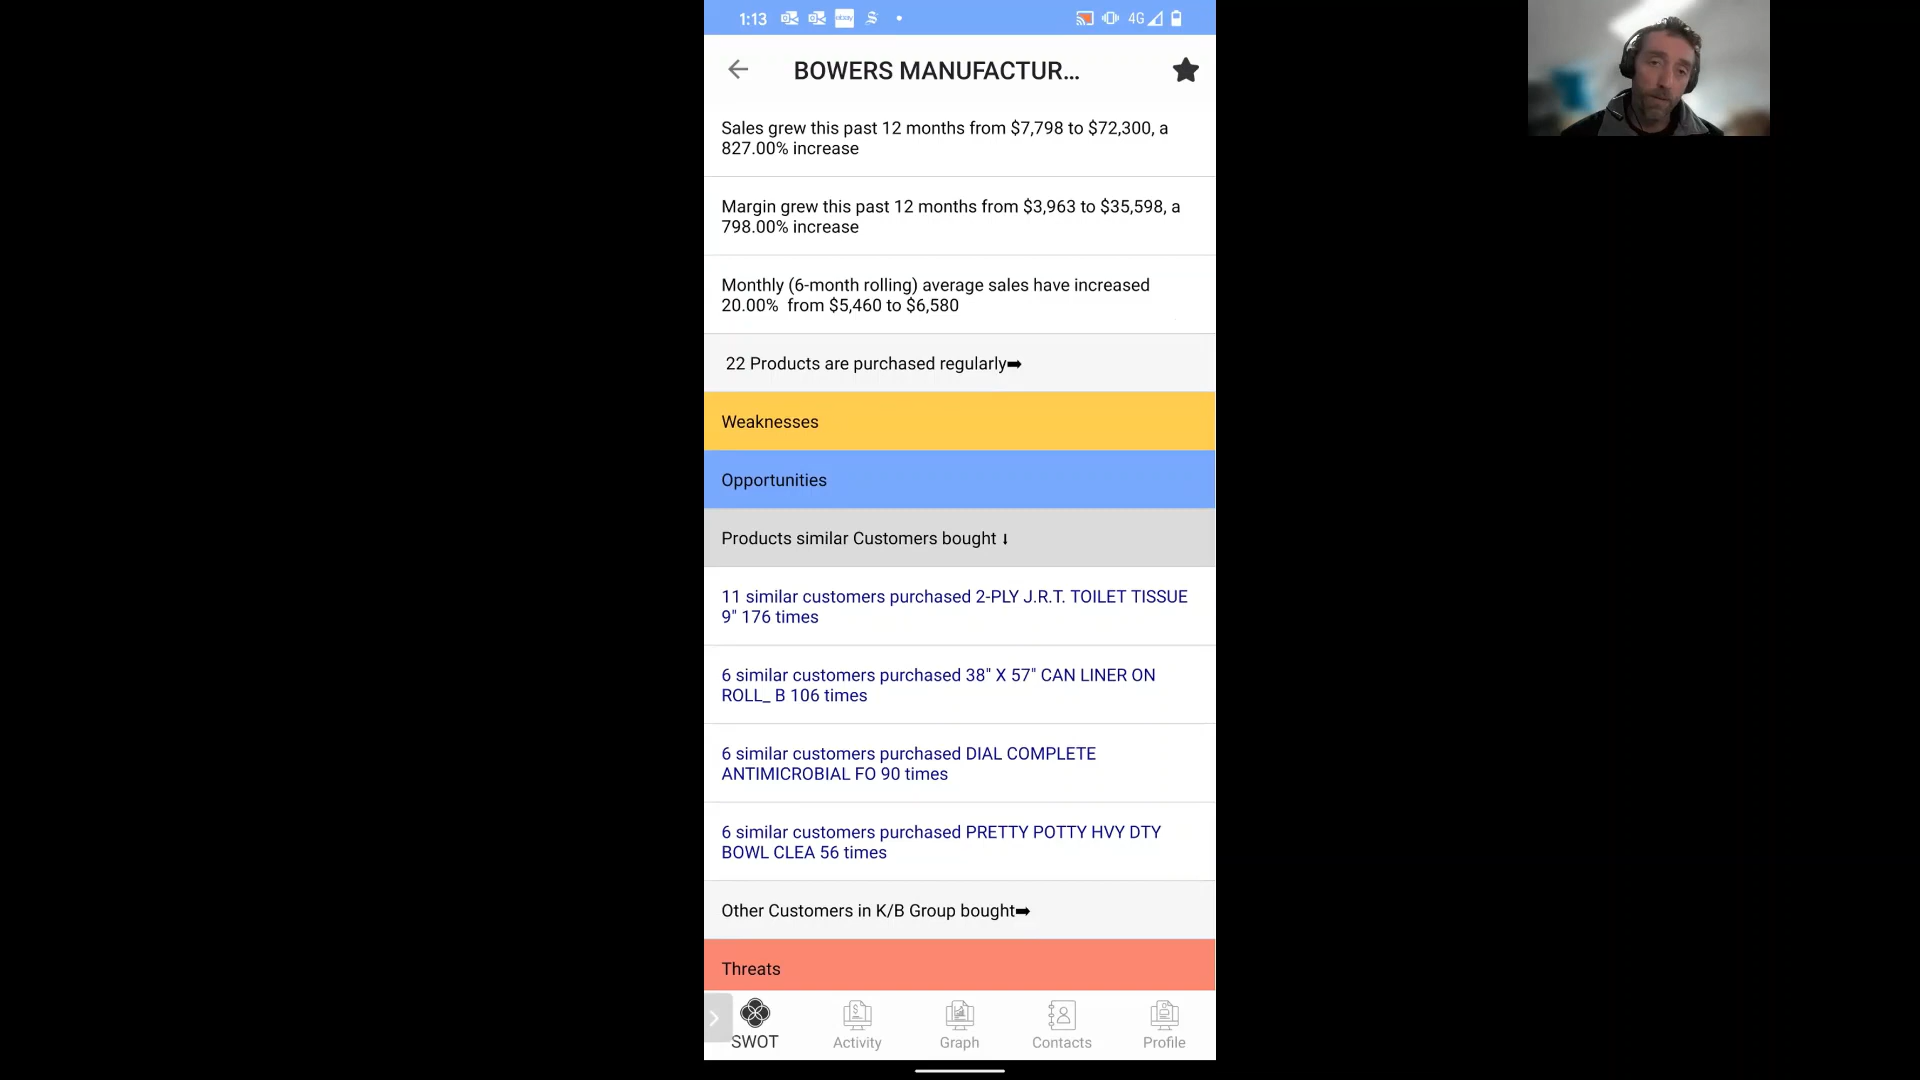 1:13
ebay
4G
BOWERS MANUFACTUR...
Sales grew this past 12 months from $7,798 to $72,300, a
827.00% increase
Margin grew this past 12 months from $3,963 to $35,598, a
798.00% increase
Monthly (6-month rolling) average sales have increased
20.00%  from $5,460 to $6,580
22 Products are purchased regularly➡
Weaknesses
Opportunities
Products similar Customers bought ⬇
11 similar customers purchased 2-PLY J.R.T. TOILET TISSUE
9" 176 times
6 similar customers purchased 38" X 57" CAN LINER ON
ROLL_ B 106 times
6 similar customers purchased DIAL COMPLETE
ANTIMICROBIAL FO 90 times
6 similar customers purchased PRETTY POTTY HVY DTY
BOWL CLEA 56 times
Other Customers in K/B Group bought➡
Threats
SWOT
Activity
Graph
Contacts
Profile